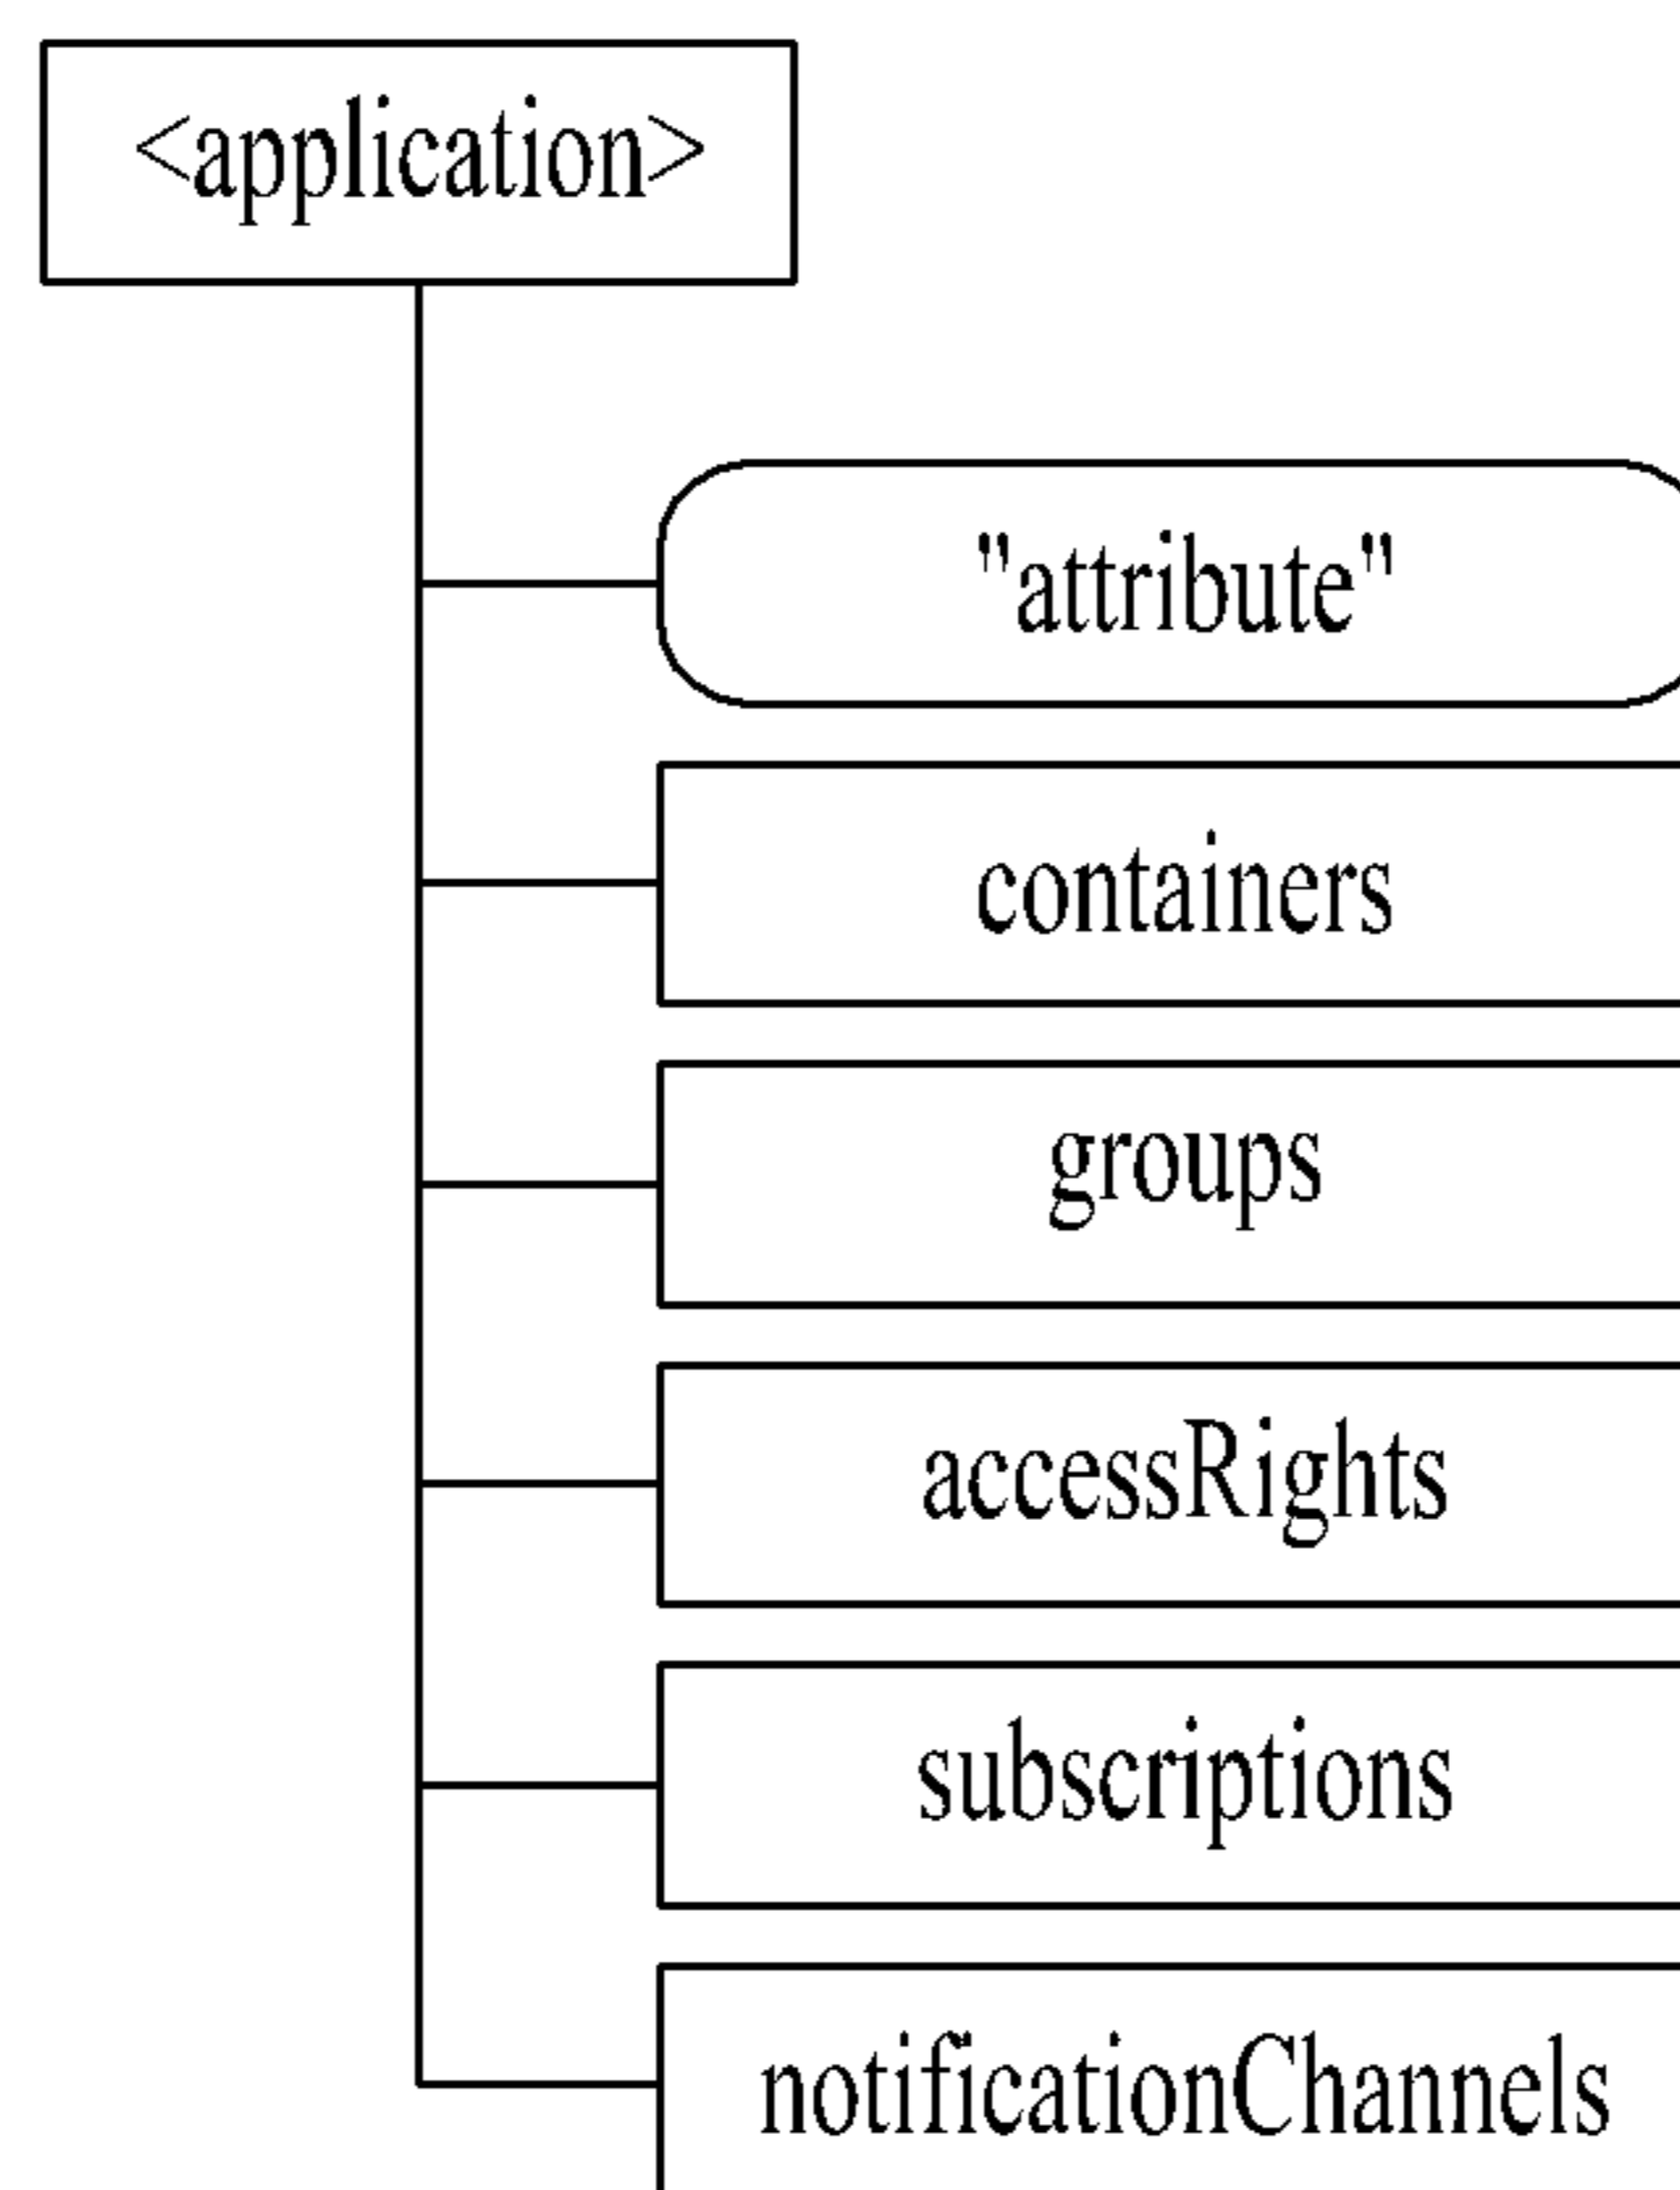 <application>
"attribute"
containers
groups
accessRights
subscriptions
notificationChannels